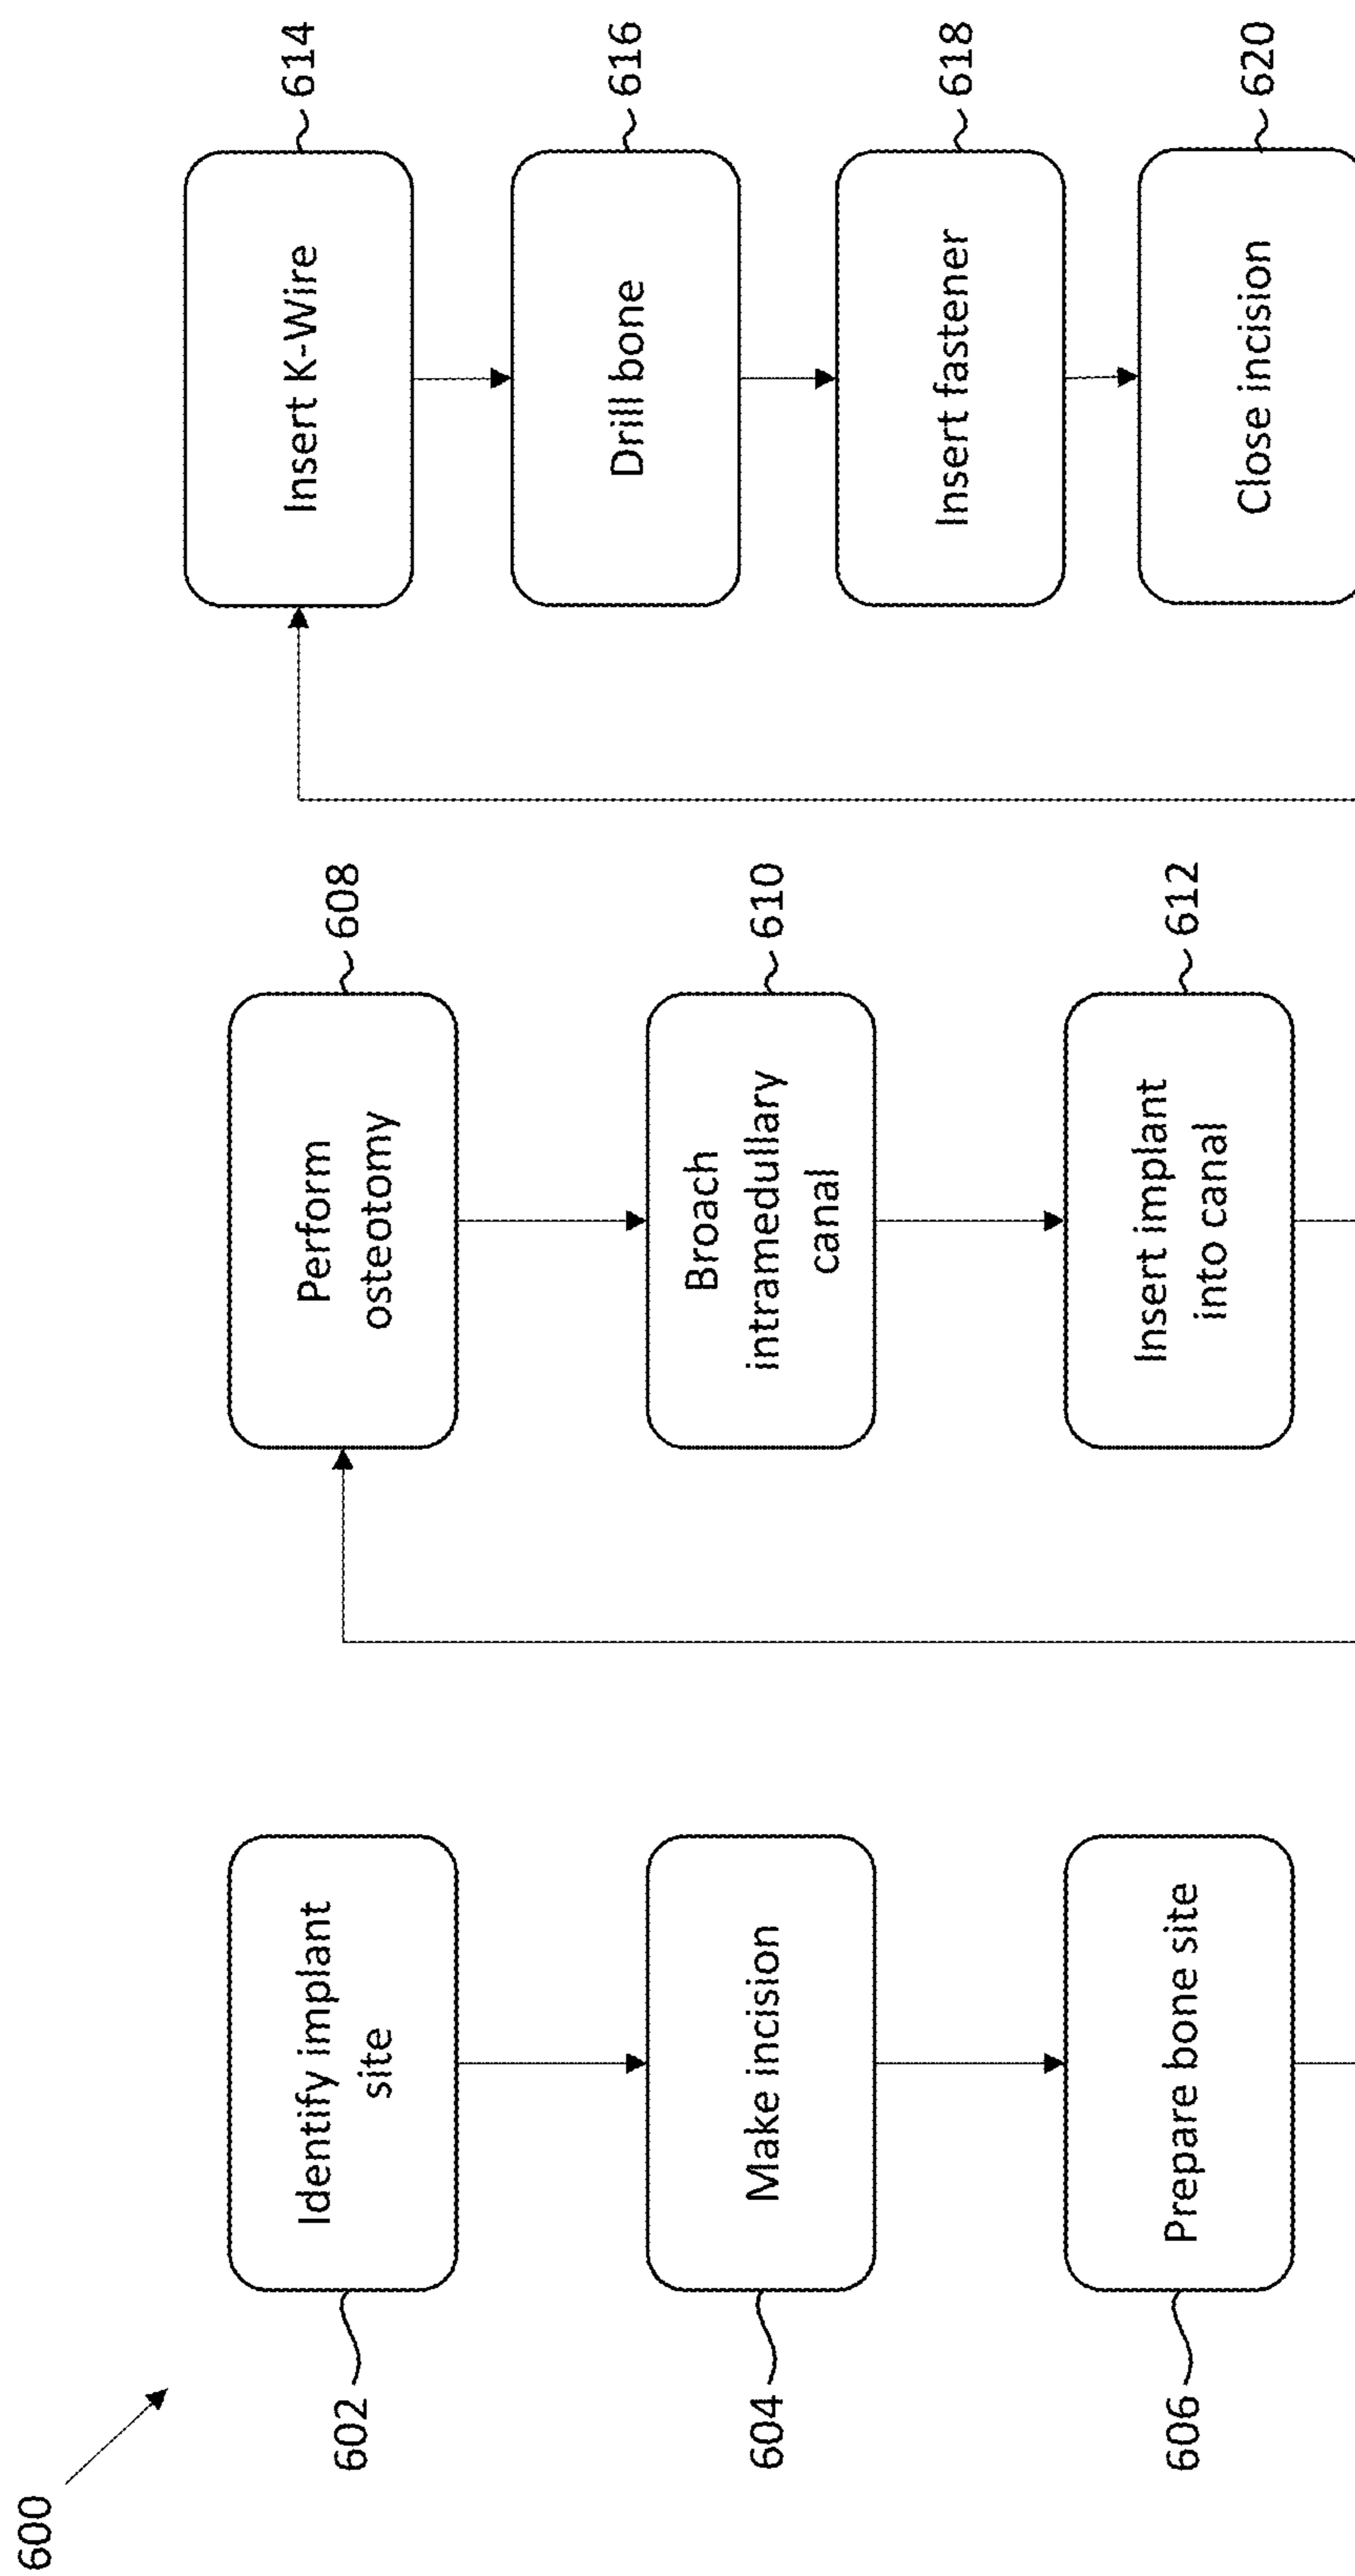 600
602
Identify implant
site
604
Make incision
606
Prepare bone site
Perform
osteotomy
608
Broach
intramedullary
canal
610
Insert implant
into canal
612
Insert K-Wire
614
Drill bone
616
Insert fastener
618
Close incision
620